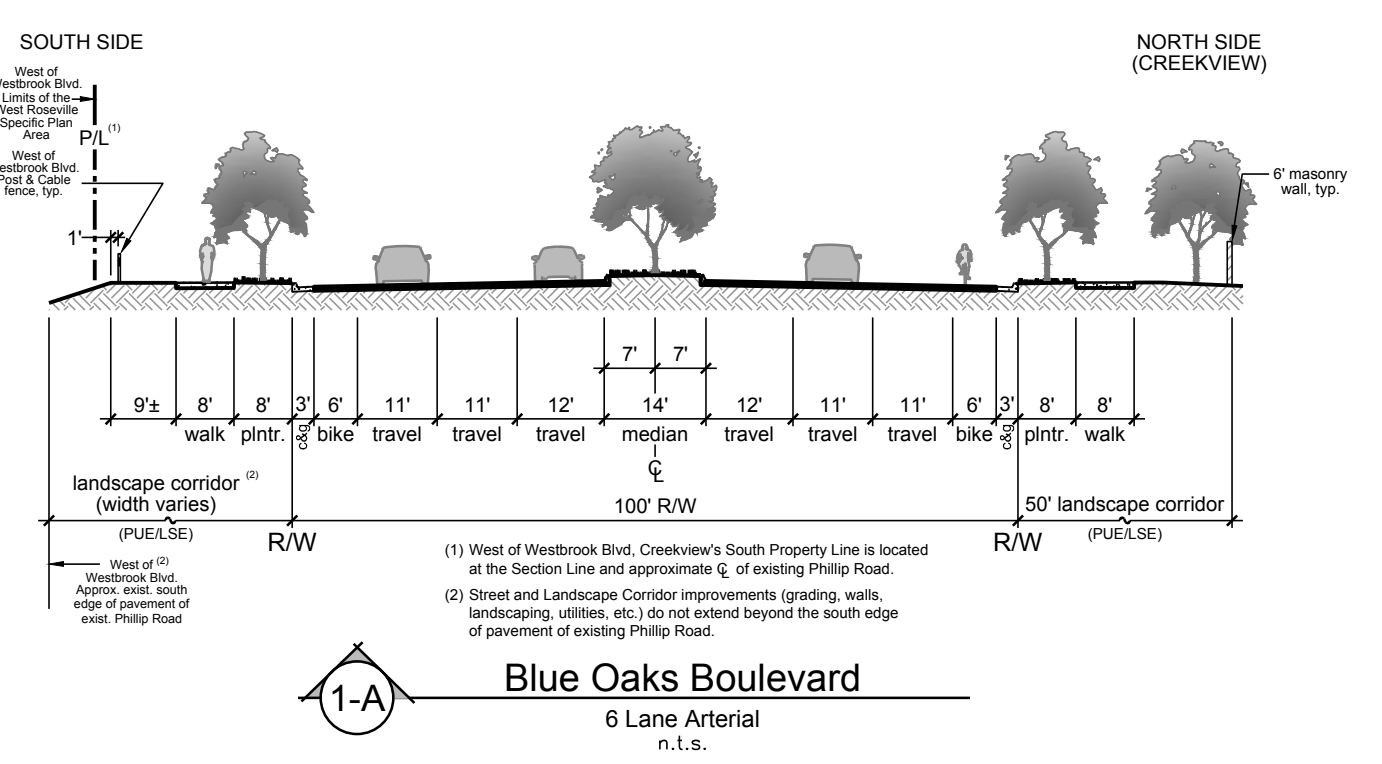 SOUTH SIDE
NORTH SIDE
(CREEKVIEW)
West of
Westbrook Blvd.
Limits of the
West Roseville
Specific Plan
Area
P/L (1)
West of
Westbrook Blvd.
Post & Cable
fence, typ.
6' masonry
wall, typ.
1'
7' 7'
9'± 8' 8' 3' 6' 11' 11' 12' 14' 12' 11' 11' 6' 3' 8' 8'
walk plntr. c&g bike travel travel travel median travel travel travel bike c&g plntr. walk
℄
landscape corridor (2)
(width varies)
100' R/W
50' landscape corridor
(PUE/LSE)
(PUE/LSE)
R/W
R/W
West of (2)
Westbrook Blvd.
Approx. exist. south
edge of pavement of
exist. Phillip Road
(1) West of Westbrook Blvd, Creekview's South Property Line is located
at the Section Line and approximate ℄ of existing Phillip Road.
(2) Street and Landscape Corridor improvements (grading, walls,
landscaping, utilities, etc.) do not extend beyond the south edge
of pavement of existing Phillip Road.
1-A
Blue Oaks Boulevard
6 Lane Arterial
n.t.s.